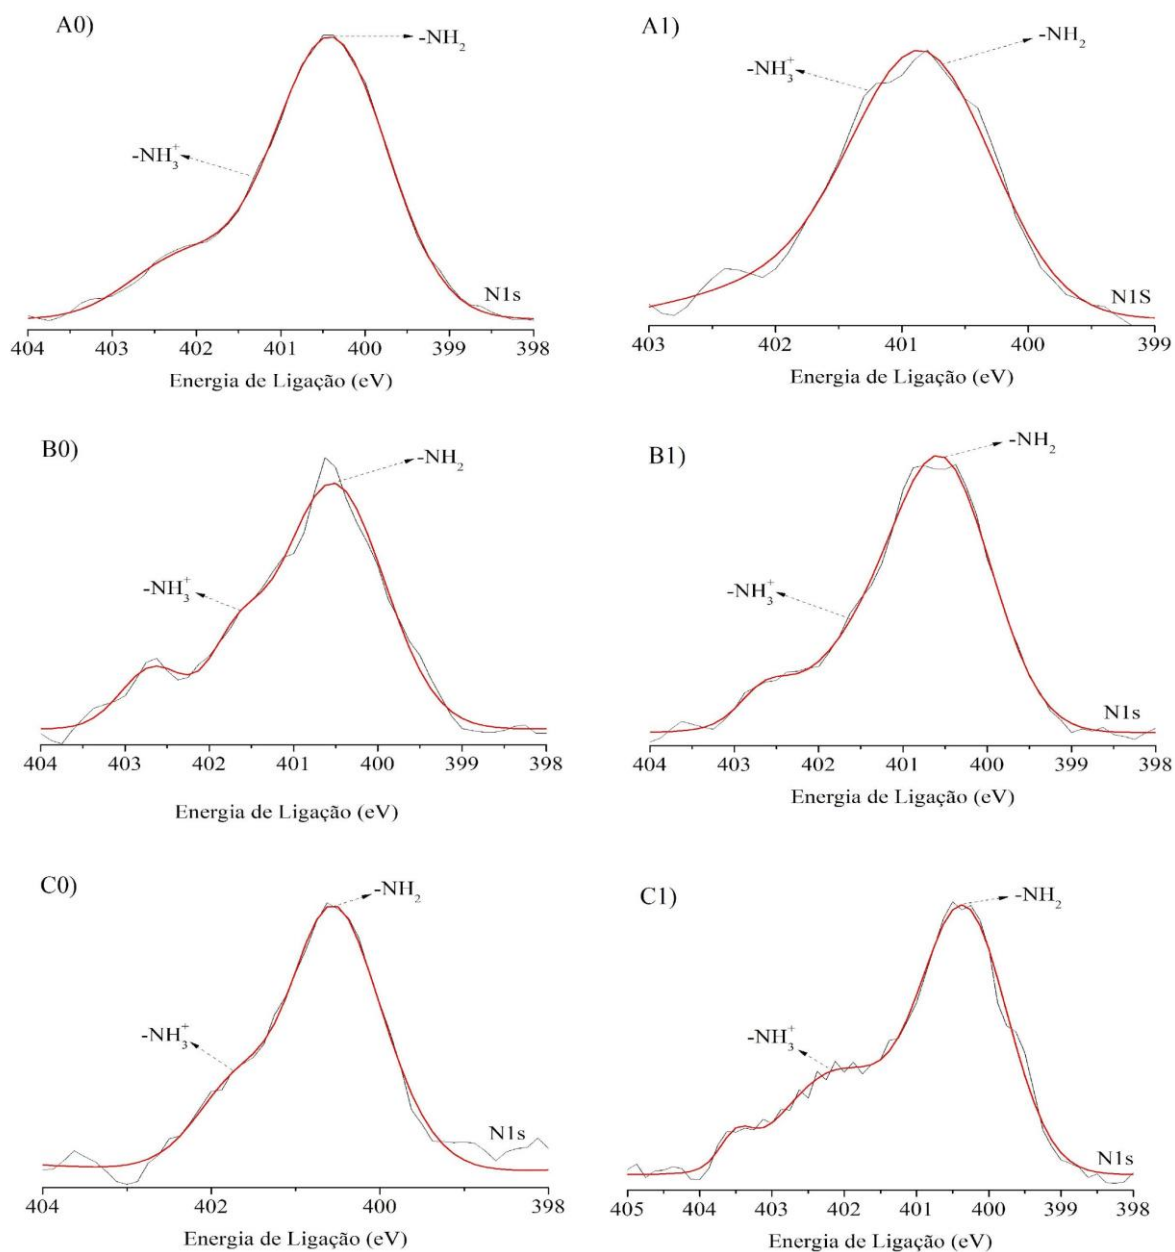 A0)
-NH₂
-NH₃⁺
N1s
404 403 402 401 400 399 398
Energia de Ligação (eV)
A1)
-NH₂
-NH₃⁺
N1S
403 402 401 400 399
Energia de Ligação (eV)
B0)
-NH₂
-NH₃⁺
404 403 402 401 400 399 398
Energia de Ligação (eV)
B1)
-NH₂
-NH₃⁺
N1s
404 403 402 401 400 399 398
Energia de Ligação (eV)
C0)
-NH₂
-NH₃⁺
N1s
404 402 400 398
Energia de Ligação (eV)
C1)
-NH₂
-NH₃⁺
N1s
405 404 403 402 401 400 399 398
Energia de Ligação (eV)